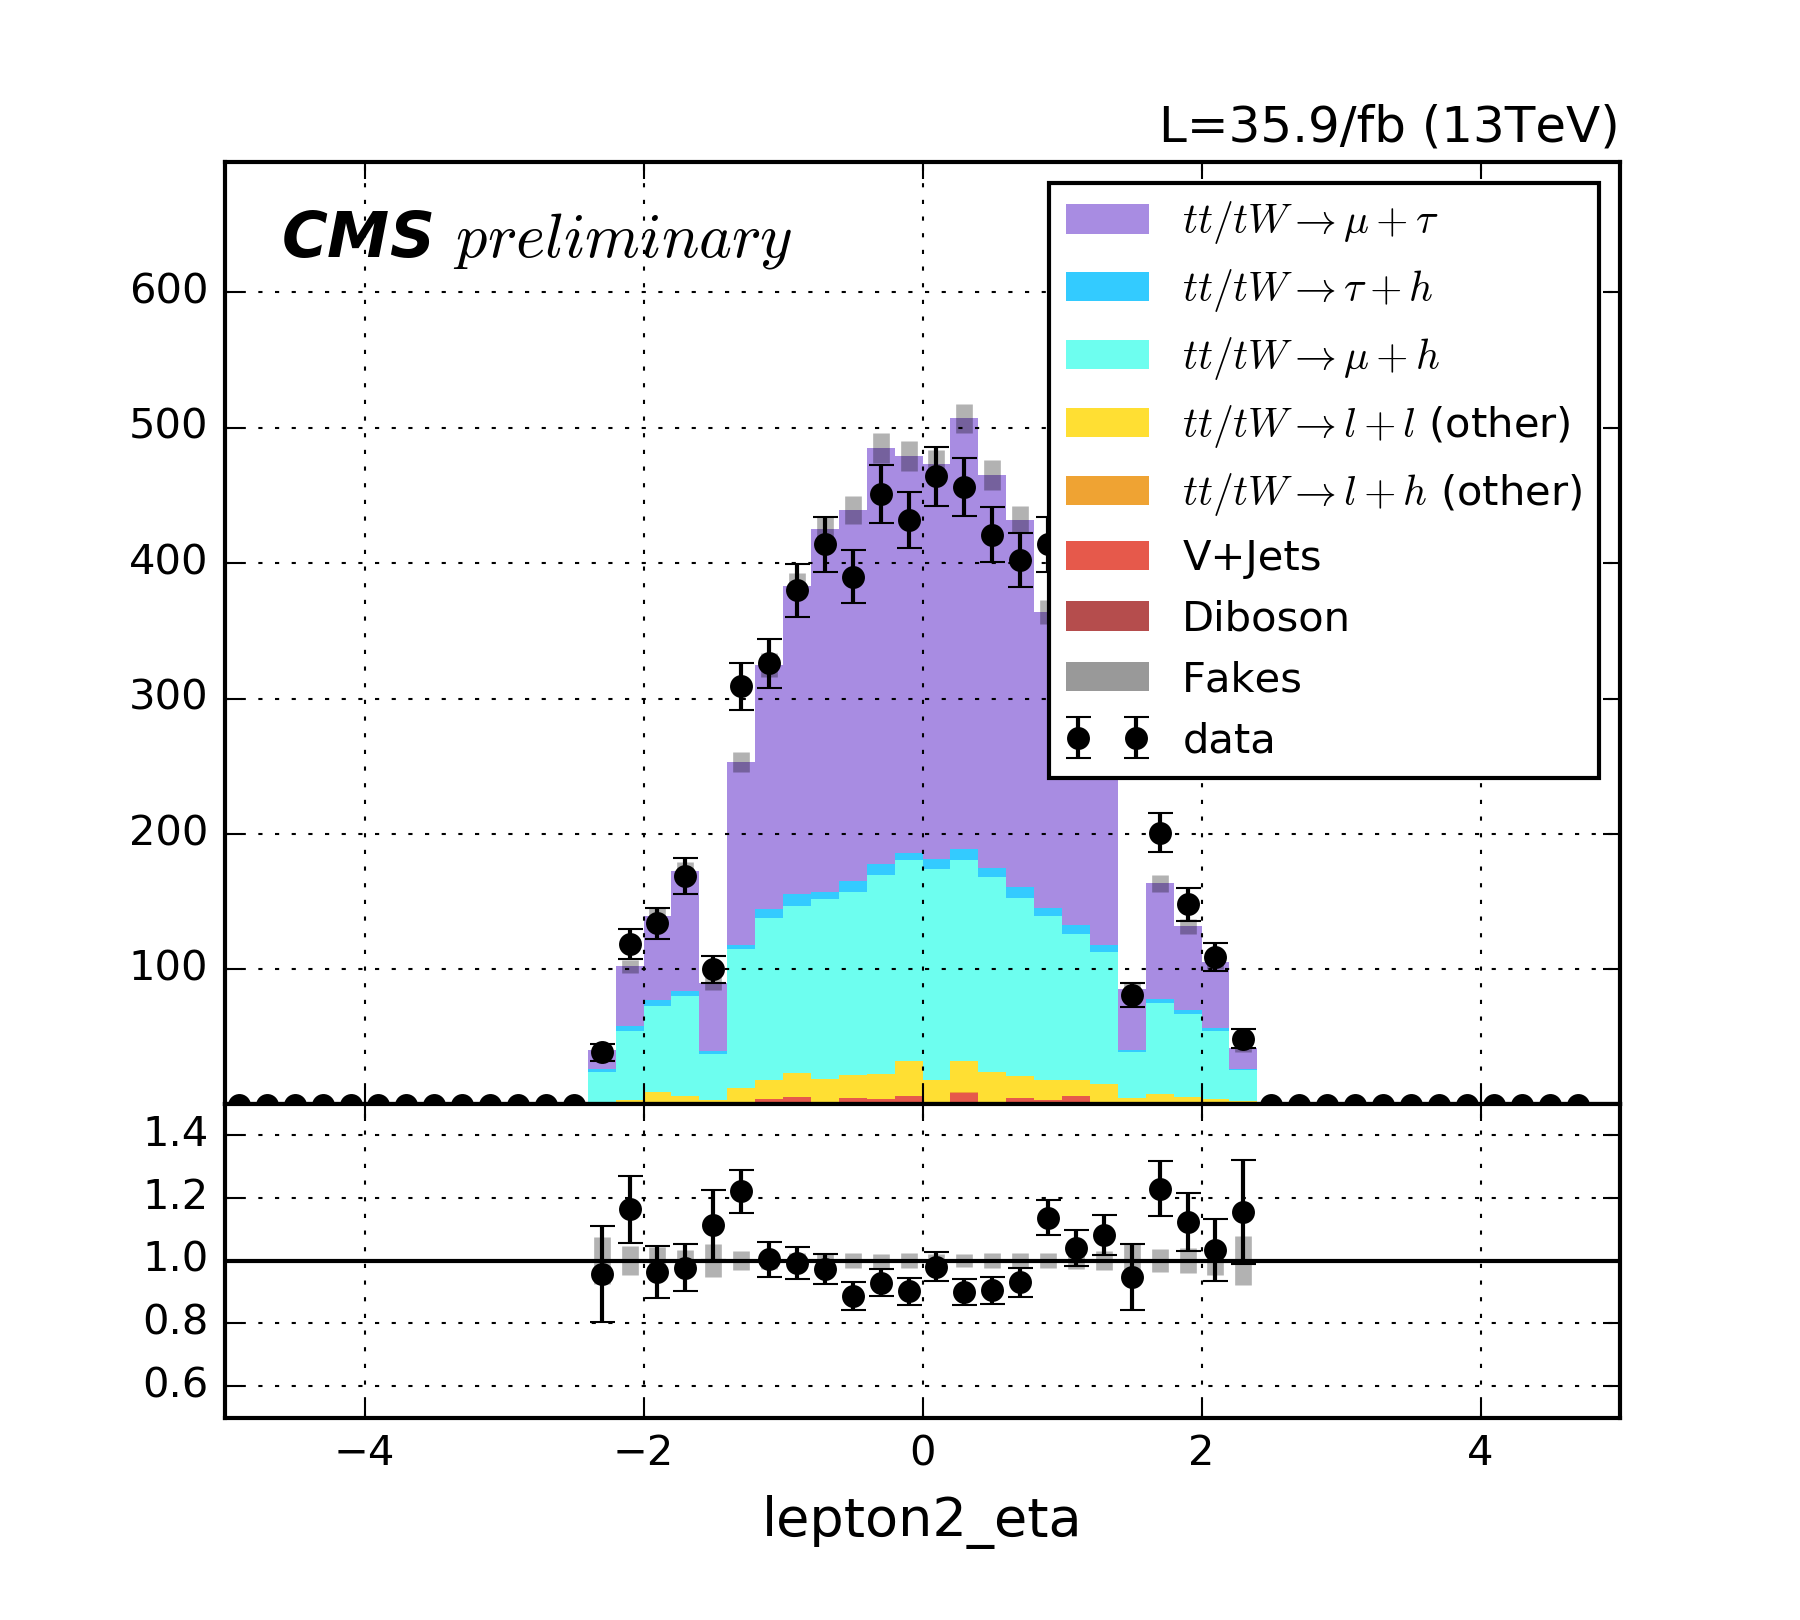 L=35.9/fb (13TeV)
CMS preliminary
tt/tW→μ+τ
tt/tW→τ+h
tt/tW→μ+h
tt/tW→l+l (other)
tt/tW→l+h (other)
V+Jets
Diboson
Fakes
data
600
500
400
300
200
100
1.4
1.2
1.0
0.8
0.6
−4 −2 0 2 4
lepton2_eta